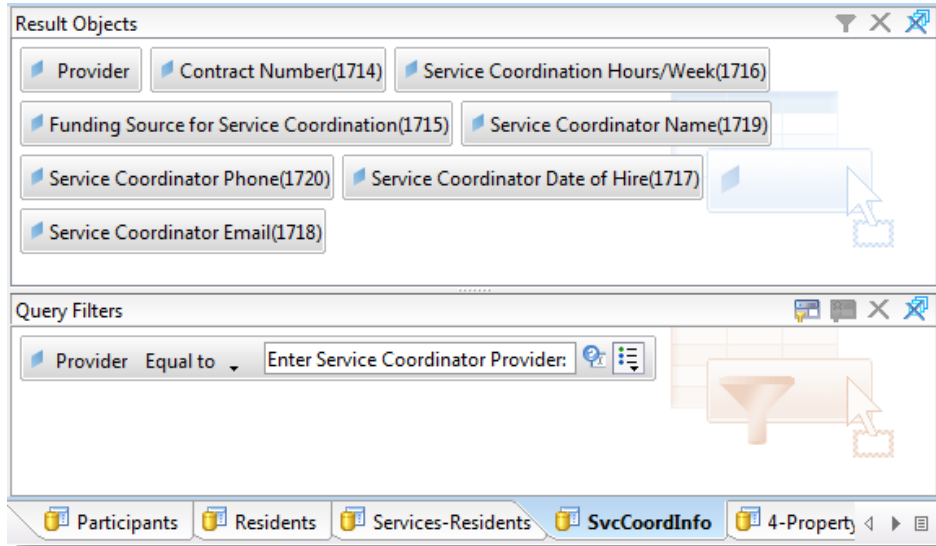 Result Objects
Provider Contract Number(1714) Service Coordination Hours/Week(1716)
Funding Source for Service Coordination(1715) Service Coordinator Name(1719)
Service Coordinator Phone(1720) Service Coordinator Date of Hire(1717)
Service Coordinator Email(1718)
Query Filters
Provider Equal to Enter Service Coordinator Provider:
Participants Residents Services-Residents SvcCoordInfo 4-Property